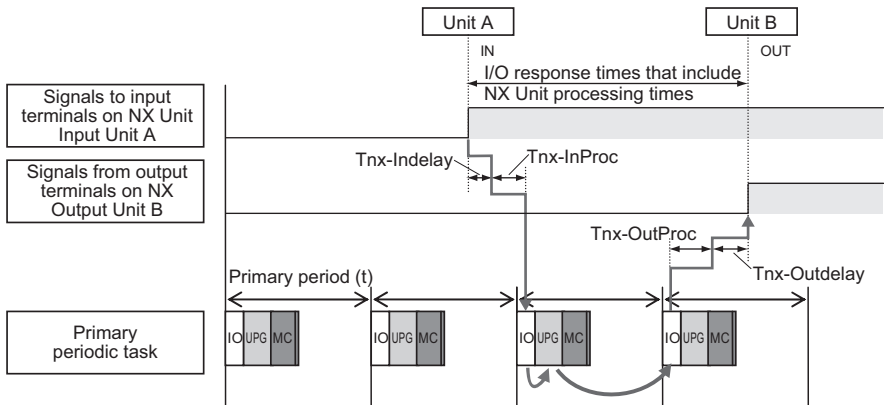 Unit A
Unit B
IN
OUT
I/O response times that include
NX Unit processing times
Signals to input
terminals on NX Unit
Input Unit A
Tnx-Indelay
Tnx-InProc
Signals from output
terminals on NX
Output Unit B
Tnx-OutProc
Tnx-Outdelay
Primary period (t)
Primary
periodic task
IO UPG MC
IO UPG MC
IO UPG MC
IO UPG MC